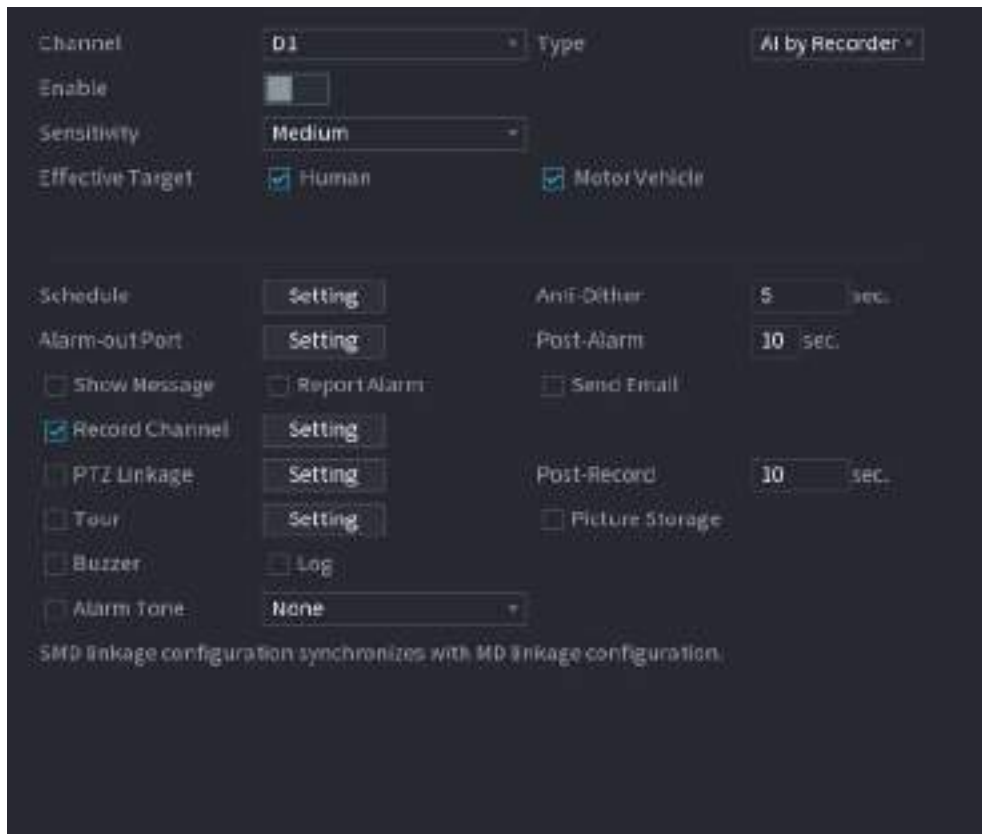 Channel D1 Type AI by Recorder
Enable
Sensitivity Medium
Effective Target Human Motor Vehicle
Schedule Setting Anti-Dither 5 sec.
Alarm-out Port Setting Post-Alarm 10 sec.
Show Message Report Alarm Send Email
Record Channel Setting
PTZ Linkage Setting Post-Record 10 sec.
Tour Setting Picture Storage
Buzzer Log
Alarm Tone None
SMD linkage configuration synchronizes with MD linkage configuration.